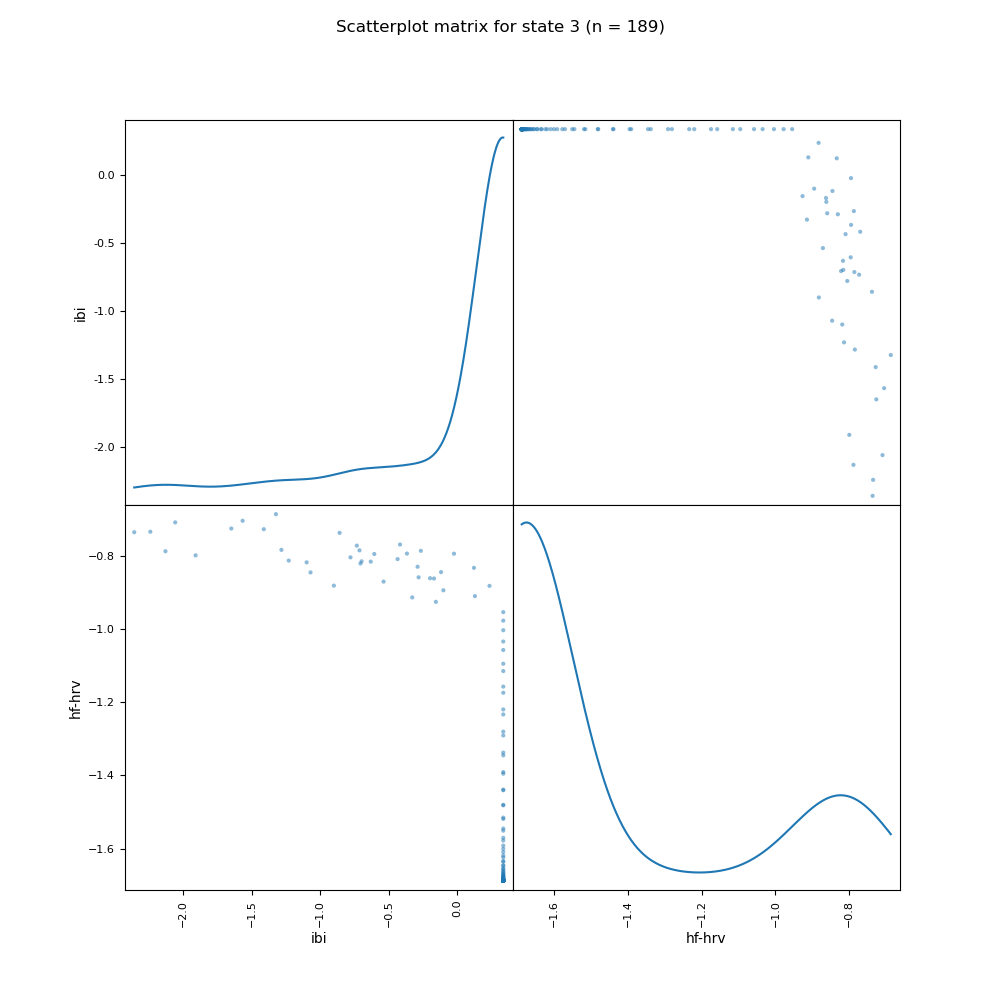 Scatterplot matrix for state 3 (n = 189)
0.0
-0.5
-1.0
-1.5
-2.0
ibi
−0.8
−1.0
−1.2
−1.4
−1.6
hf-hrv
−2.0 −1.5 −1.0 −0.5 0.0
−1.6 −1.4 −1.2 −1.0 −0.8
ibi
hf-hrv